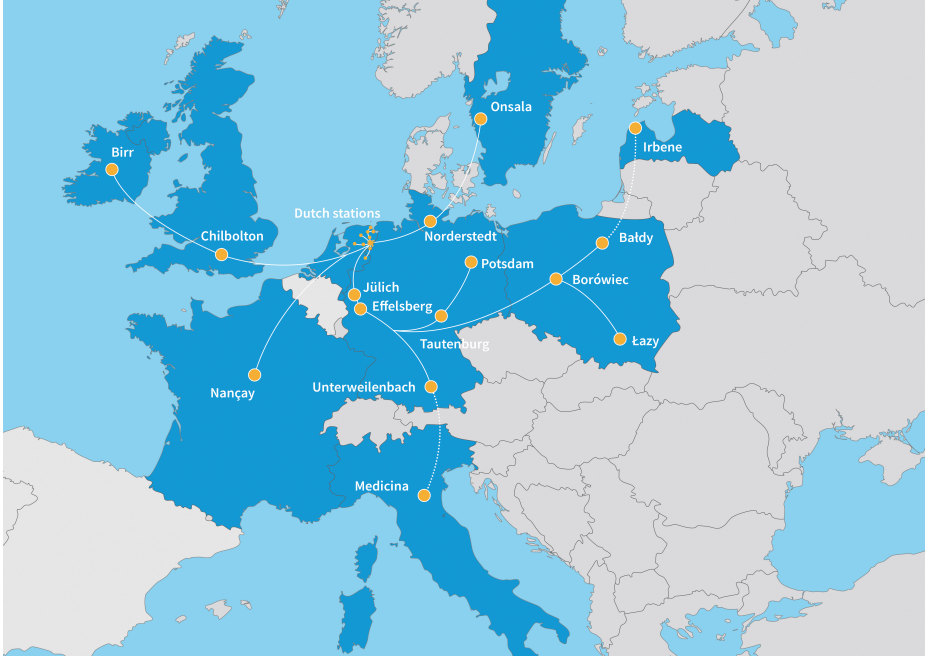 Onsala
Irbene
Birr
Dutch stations
Chilbolton
Norderstedt
Bałdy
Potsdam
Borówiec
Jülich
Effelsberg
Tautenburg
Łazy
Nançay
Unterweilenbach
Medicina